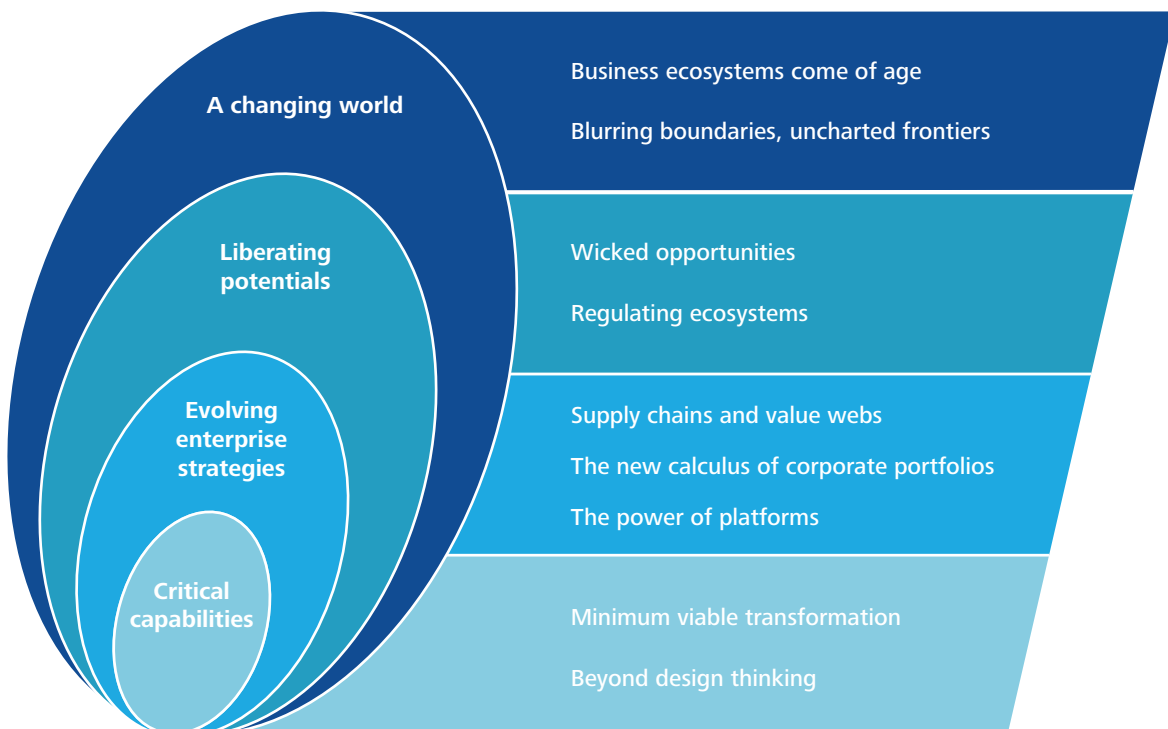 A changing world
Business ecosystems come of age
Blurring boundaries, uncharted frontiers
Liberating
potentials
Wicked opportunities
Regulating ecosystems
Evolving
enterprise
strategies
Supply chains and value webs
The new calculus of corporate portfolios
The power of platforms
Critical
capabilities
Minimum viable transformation
Beyond design thinking